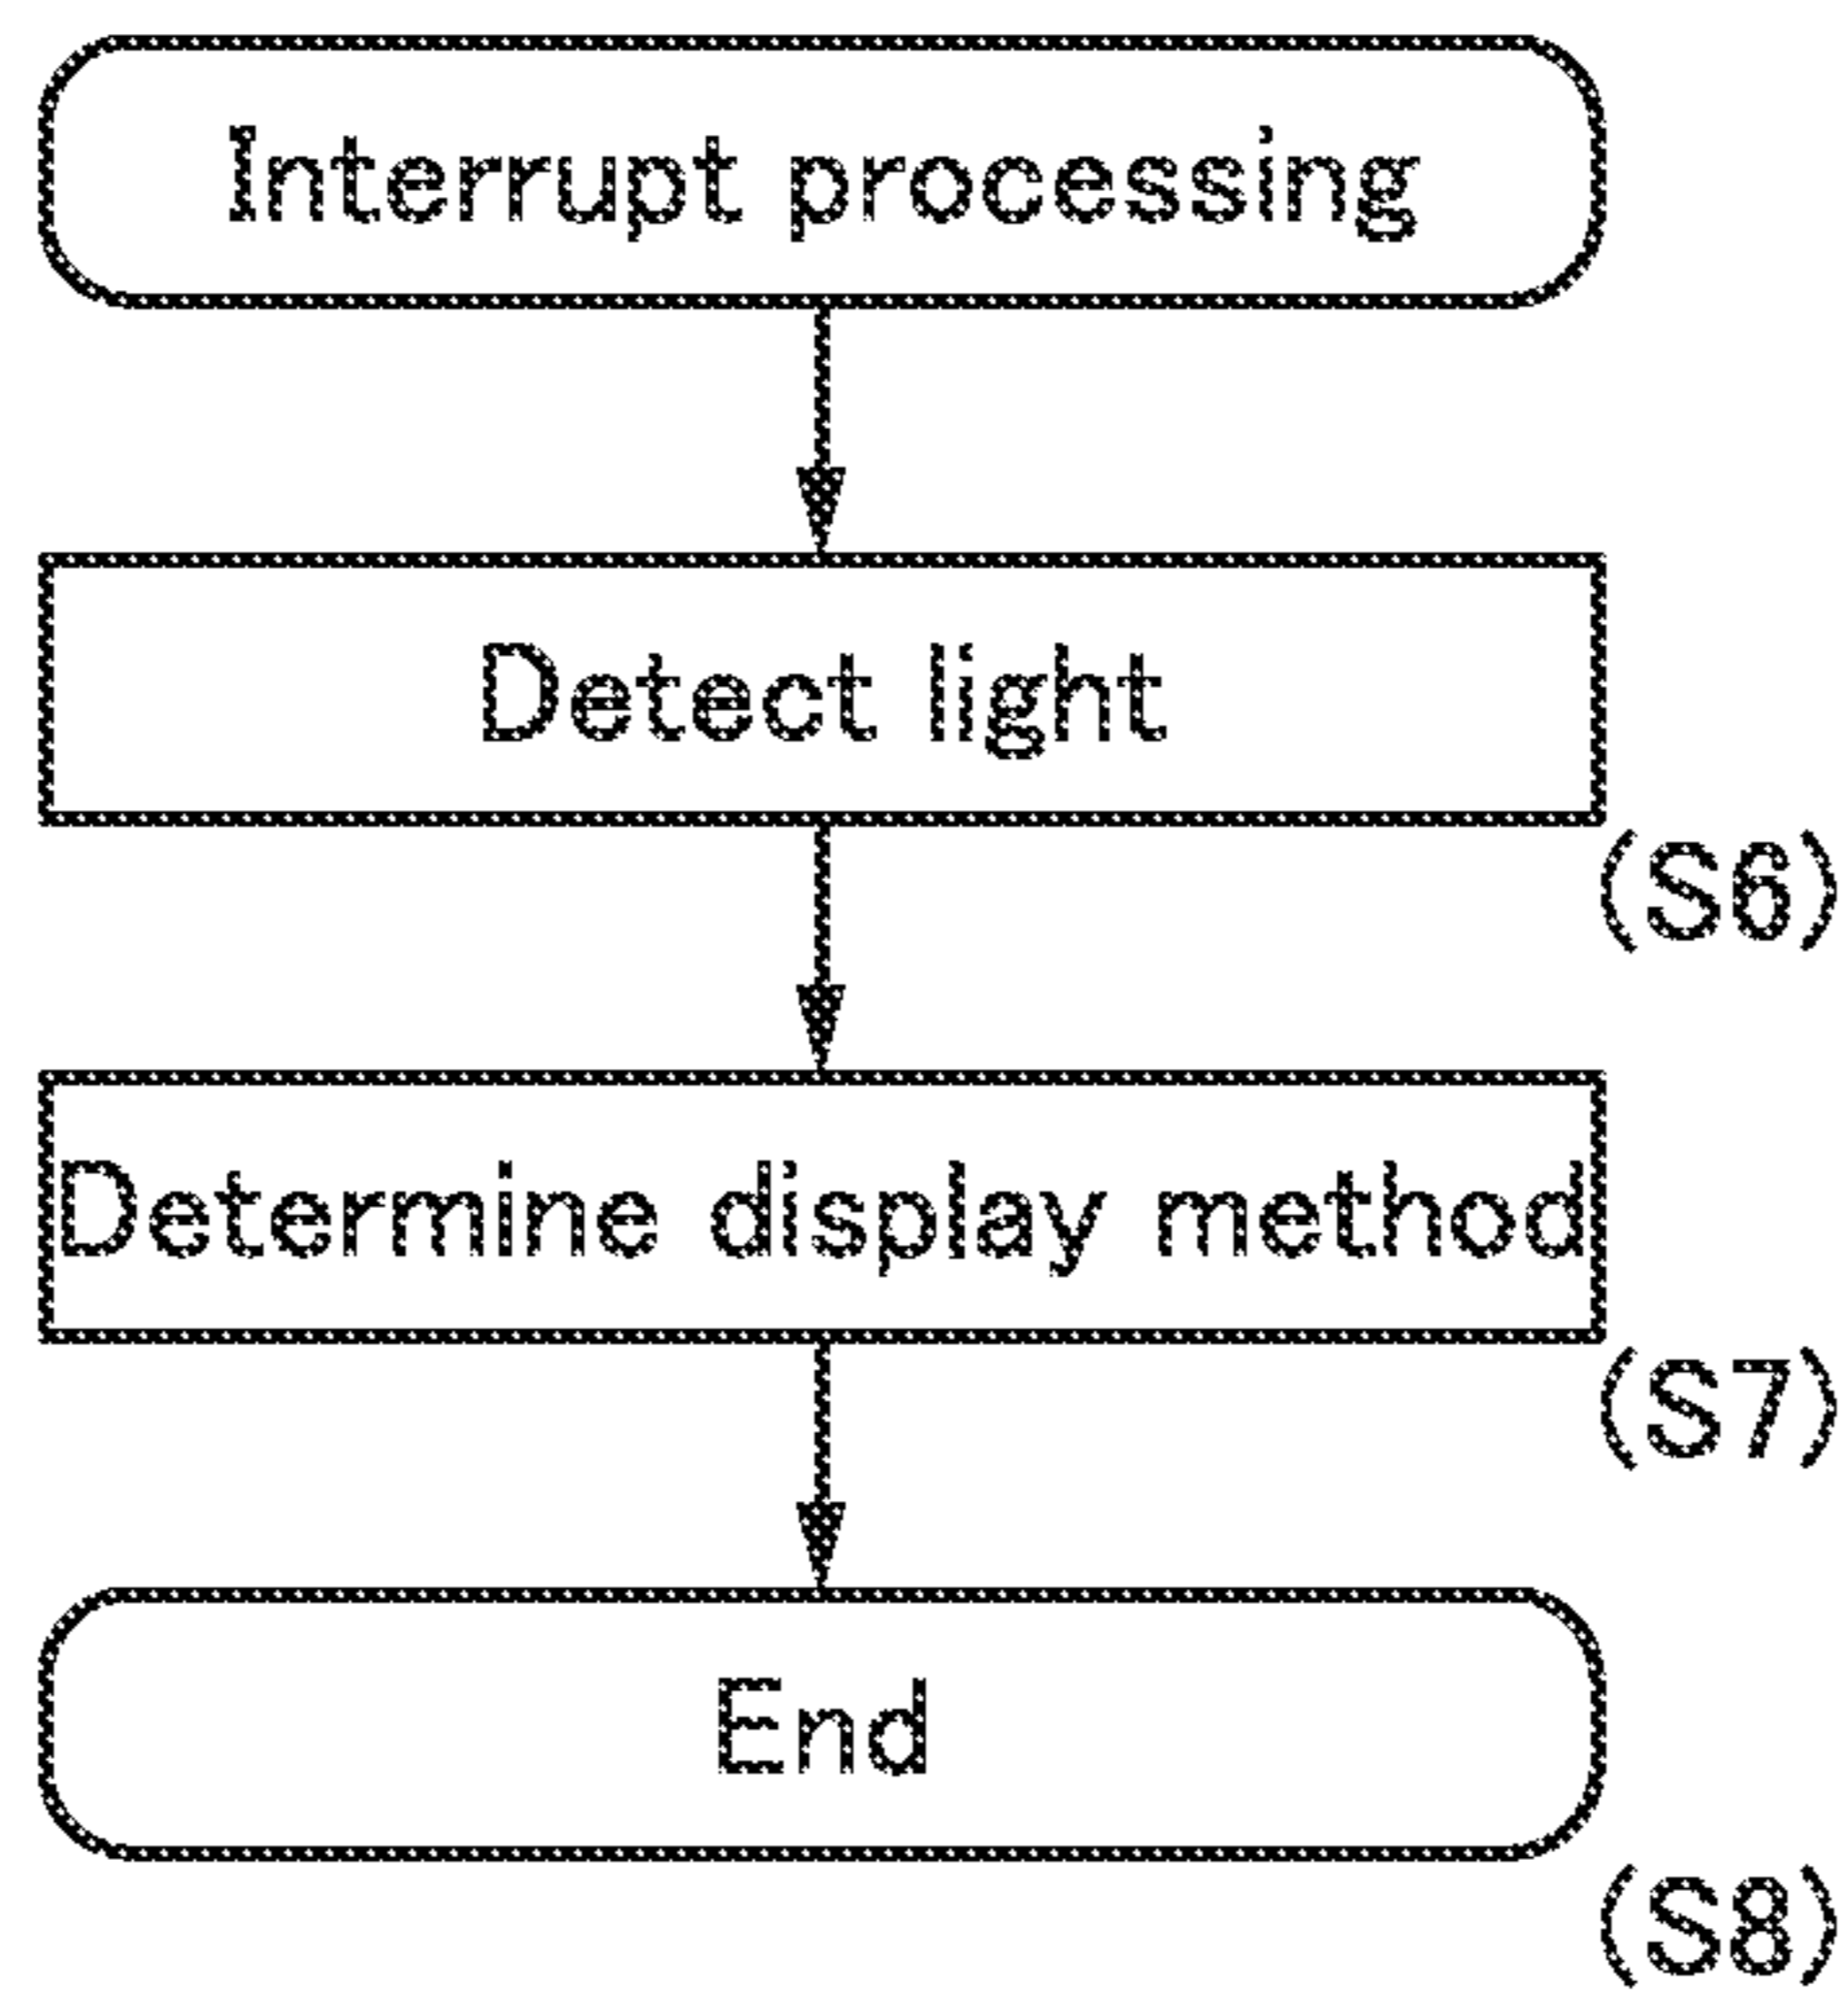 Interrupt processing
Detect light
(S6)
Determine display method
(S7)
End
(S8)